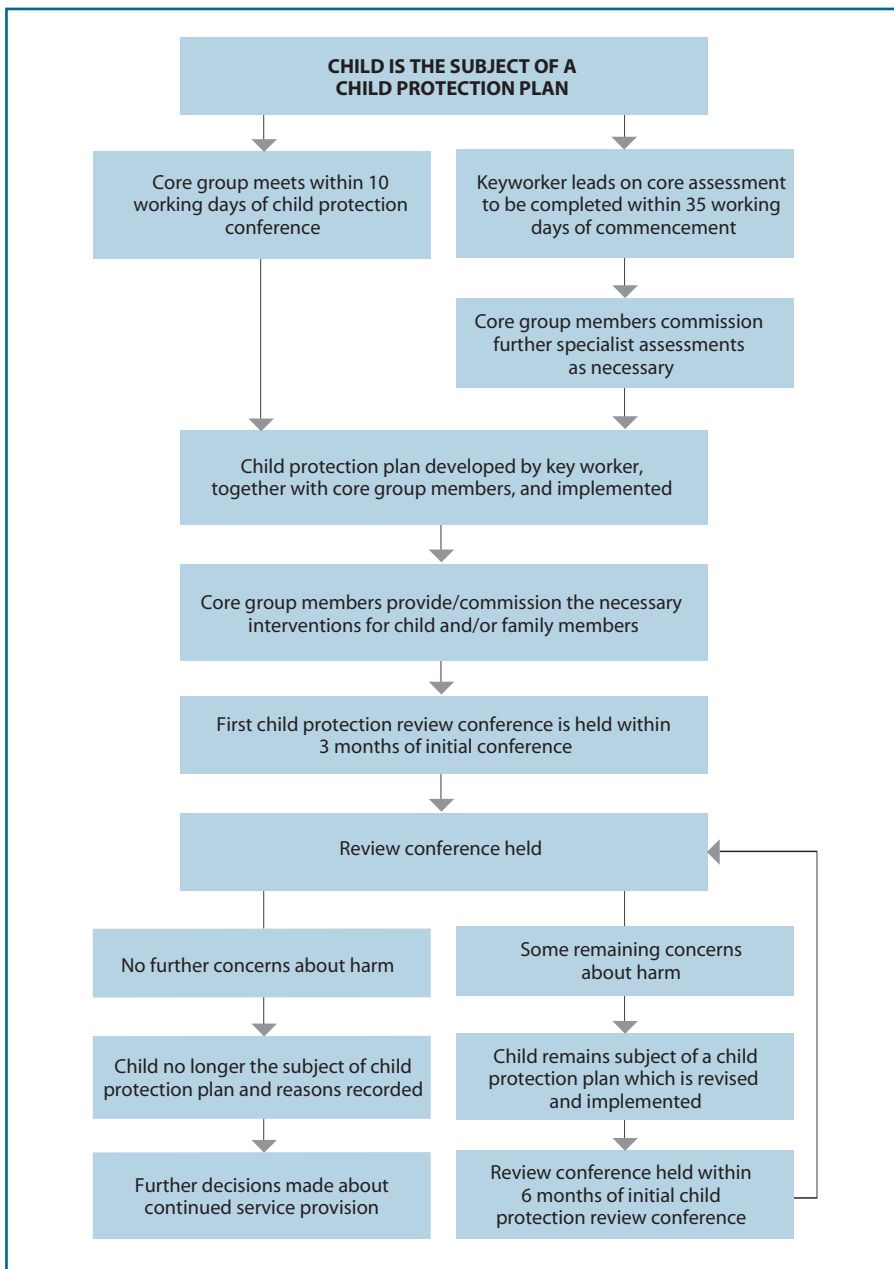 CHILD IS THE SUBJECT OF A
CHILD PROTECTION PLAN
Core group meets within 10
working days of child protection
conference
Keyworker leads on core assessment
to be completed within 35 working
days of commencement
Core group members commission
further specialist assessments
as necessary
Child protection plan developed by key worker,
together with core group members, and implemented
Core group members provide/commission the necessary
interventions for child and/or family members
First child protection review conference is held within
3 months of initial conference
Review conference held
No further concerns about harm
Some remaining concerns
about harm
Child no longer the subject of child
protection plan and reasons recorded
Child remains subject of a child
protection plan which is revised
and implemented
Further decisions made about
continued service provision
Review conference held within
6 months of initial child
protection review conference